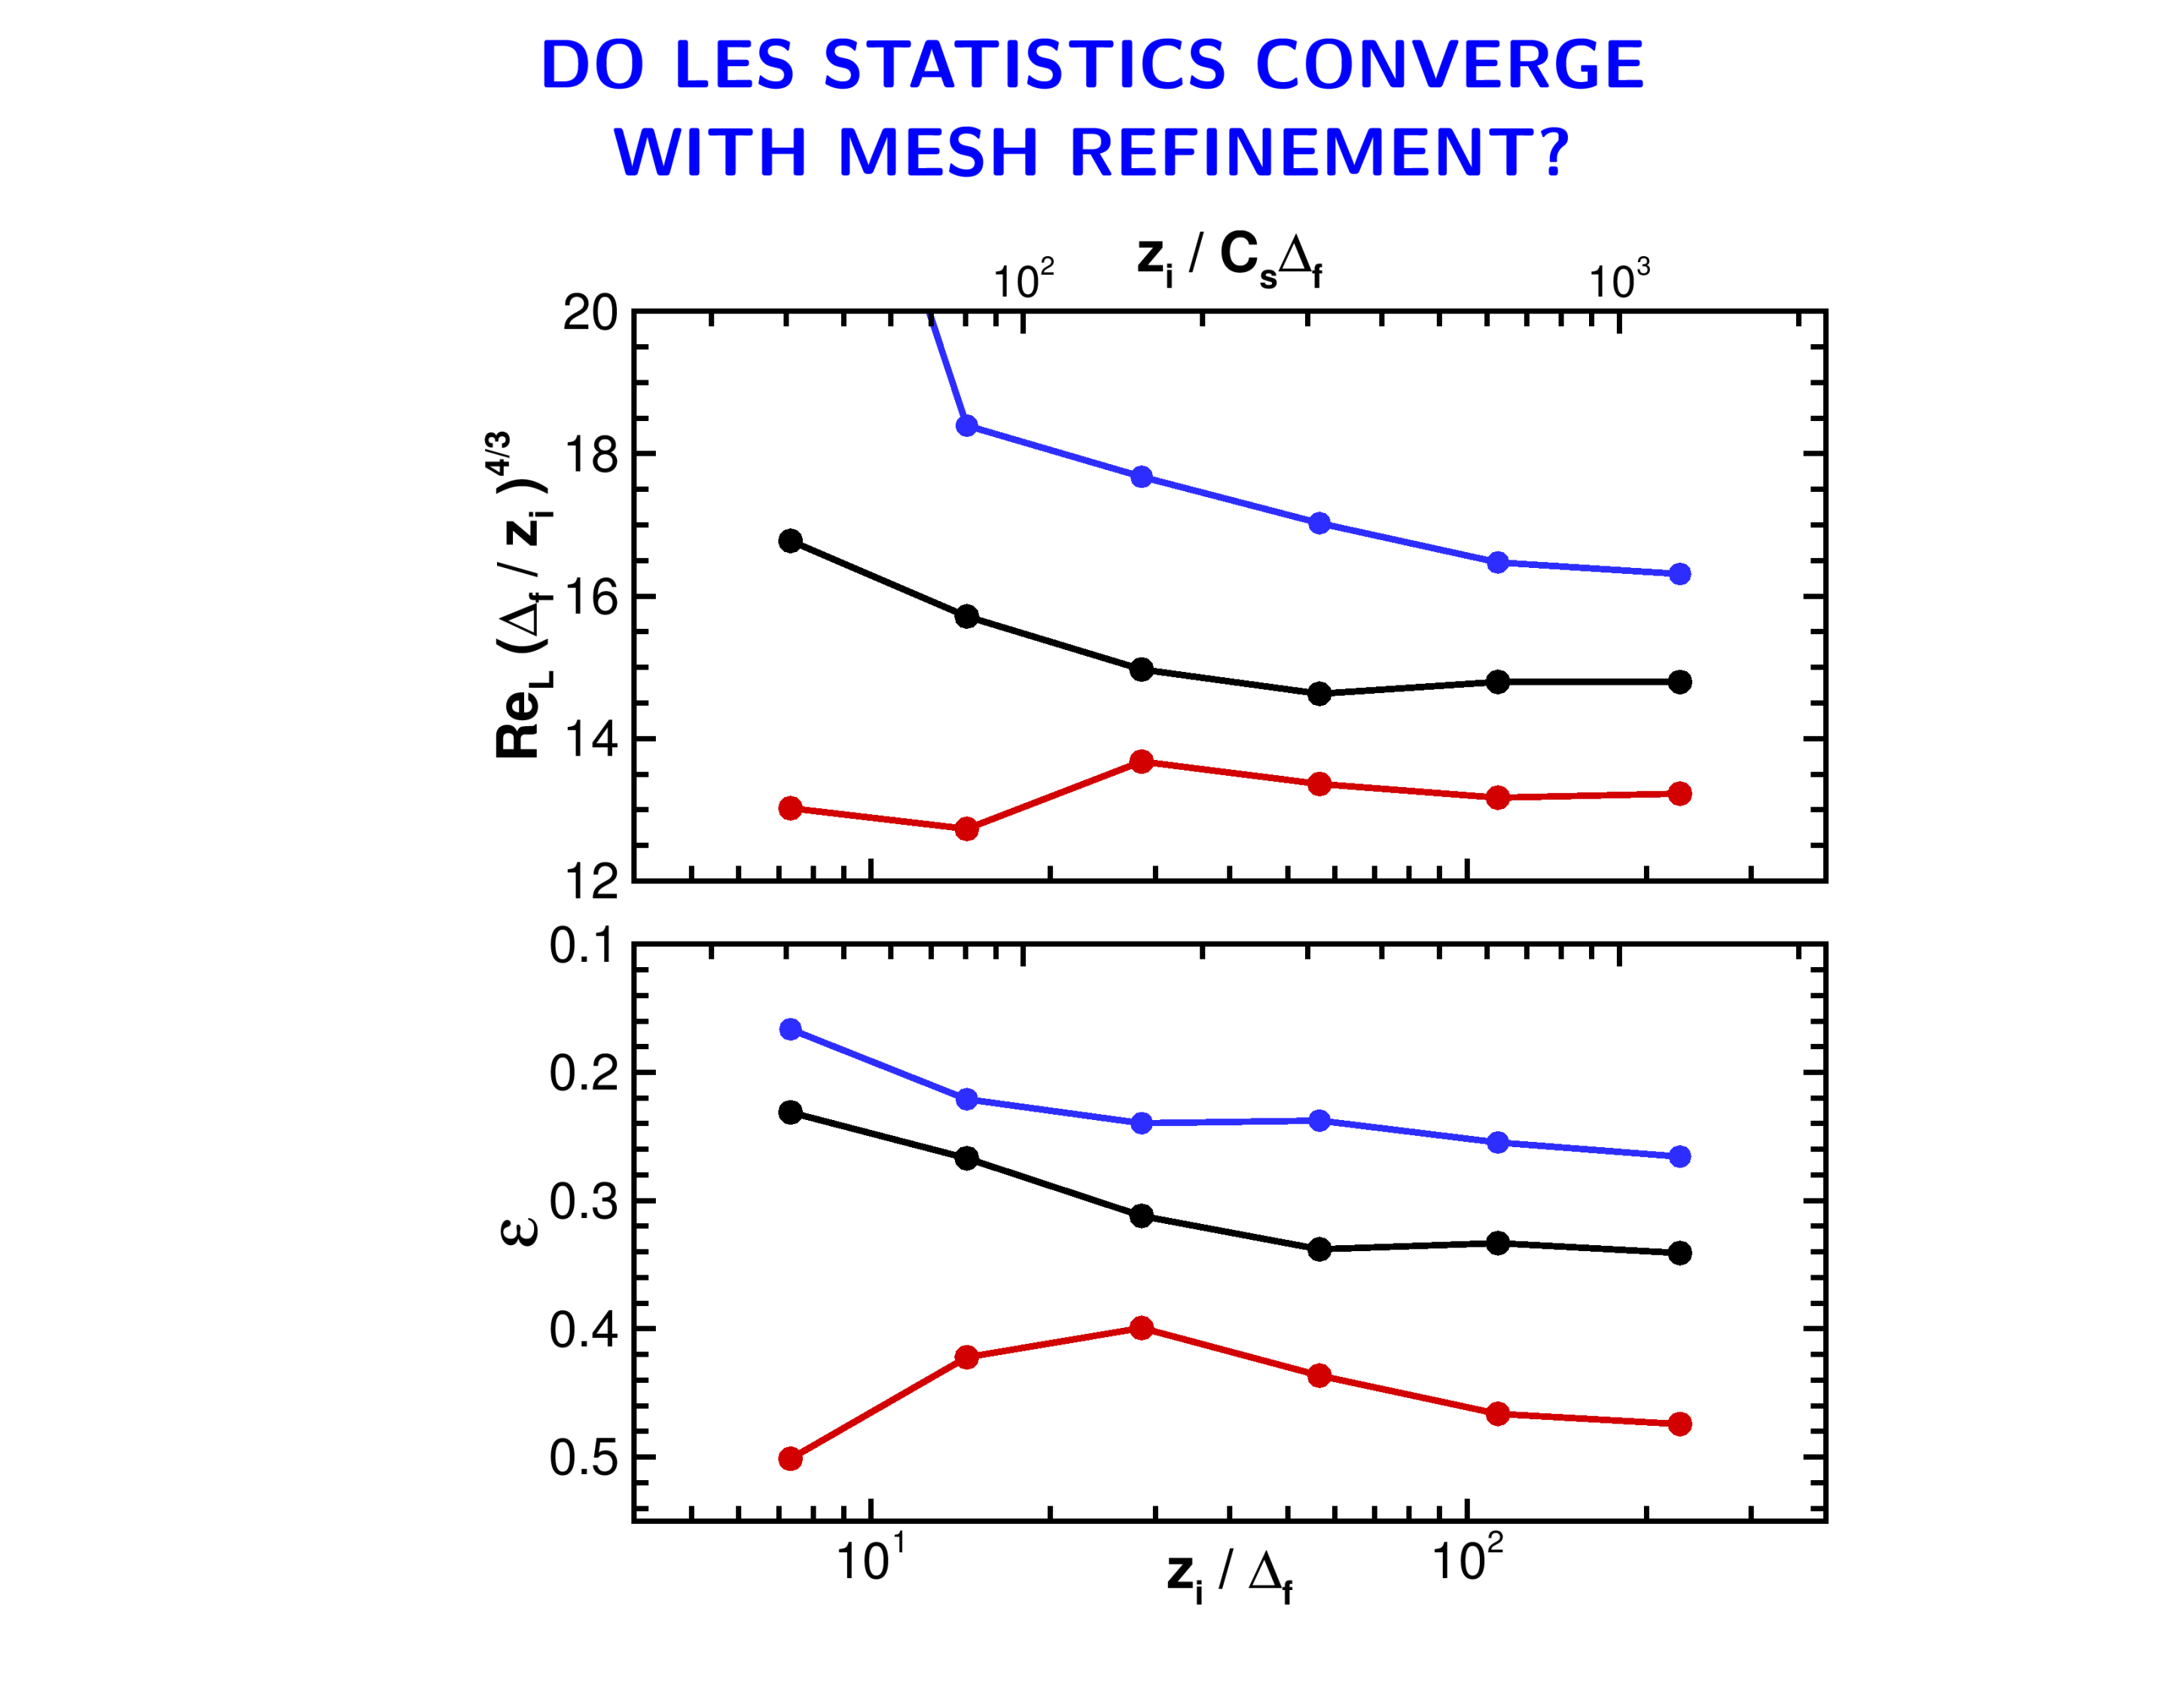 DO LES STATISTICS CONVERGE
WITH MESH REFINEMENT?
z_i / C_sΔ_f
10^2
10^3
20
18
16
14
12
Re_L (Δ_f / z_i)^4/3
0.1
0.2
0.3
0.4
0.5
ε
10^1
10^2
z_i / Δ_f